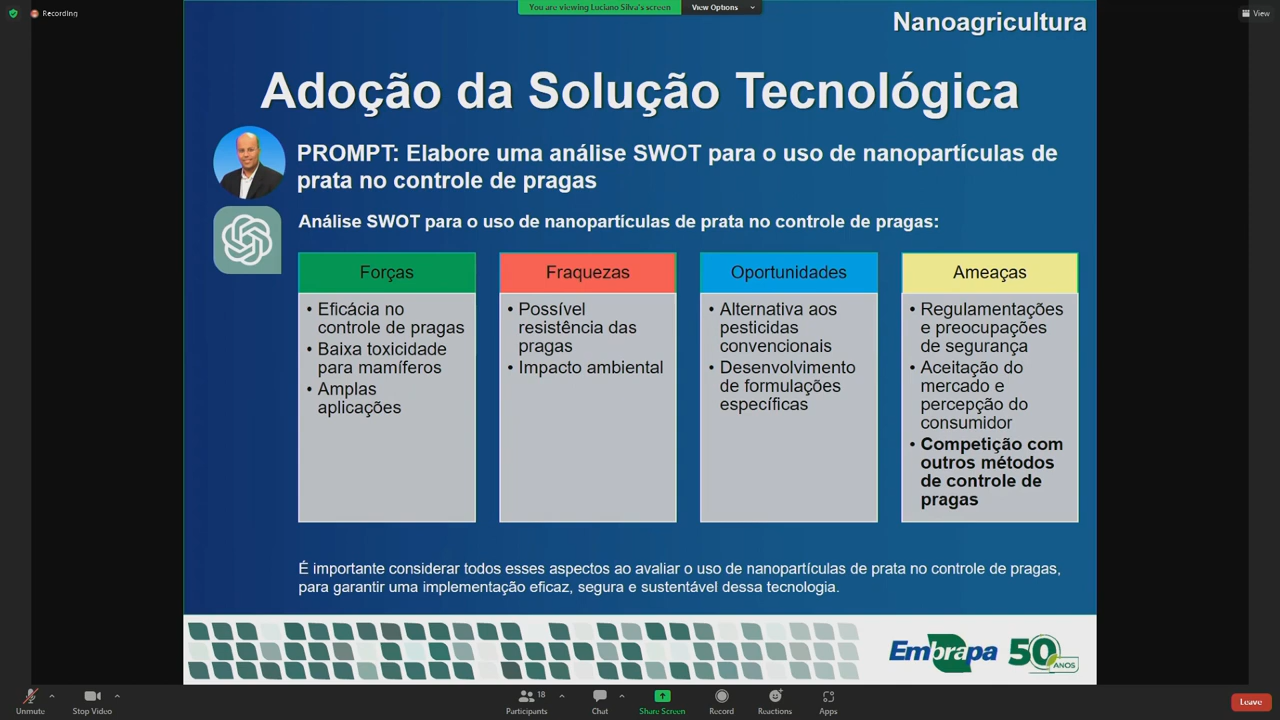 Recording
You are viewing Luciano Silva's screen
View Options
View
Nanoagricultura
Adoção da Solução Tecnológica
PROMPT: Elabore uma análise SWOT para o uso de nanopartículas de
prata no controle de pragas
Análise SWOT para o uso de nanopartículas de prata no controle de pragas:
Forças
• Eficácia no
controle de pragas
• Baixa toxicidade
para mamíferos
• Amplas
aplicações
Fraquezas
• Possível
resistência das
pragas
• Impacto ambiental
Oportunidades
• Alternativa aos
pesticidas
convencionais
• Desenvolvimento
de formulações
específicas
Ameaças
• Regulamentações
e preocupações
de segurança
• Aceitação do
mercado e
percepção do
consumidor
• Competição com
outros métodos
de controle de
pragas
É importante considerar todos esses aspectos ao avaliar o uso de nanopartículas de prata no controle de pragas,
para garantir uma implementação eficaz, segura e sustentável dessa tecnologia.
Embrapa
50
ANOS
Unmute
Stop Video
18
Participants
Chat
Share Screen
Record
Reactions
Apps
Leave